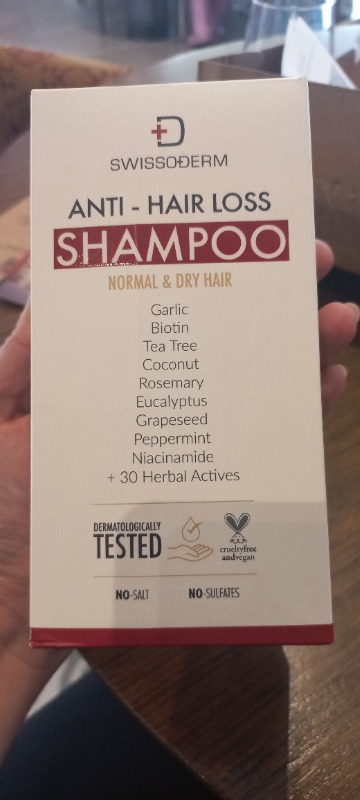 SWISSODERM
ANTI - HAIR LOSS
SHAMPOO
NORMAL & DRY HAIR
Garlic
Biotin
Tea Tree
Coconut
Rosemary
Eucalyptus
Grapeseed
Peppermint
Niacinamide
+ 30 Herbal Actives
DERMATOLOGICALLY
TESTED
crueltyfree
andvegan
NO-SALT NO-SULFATES